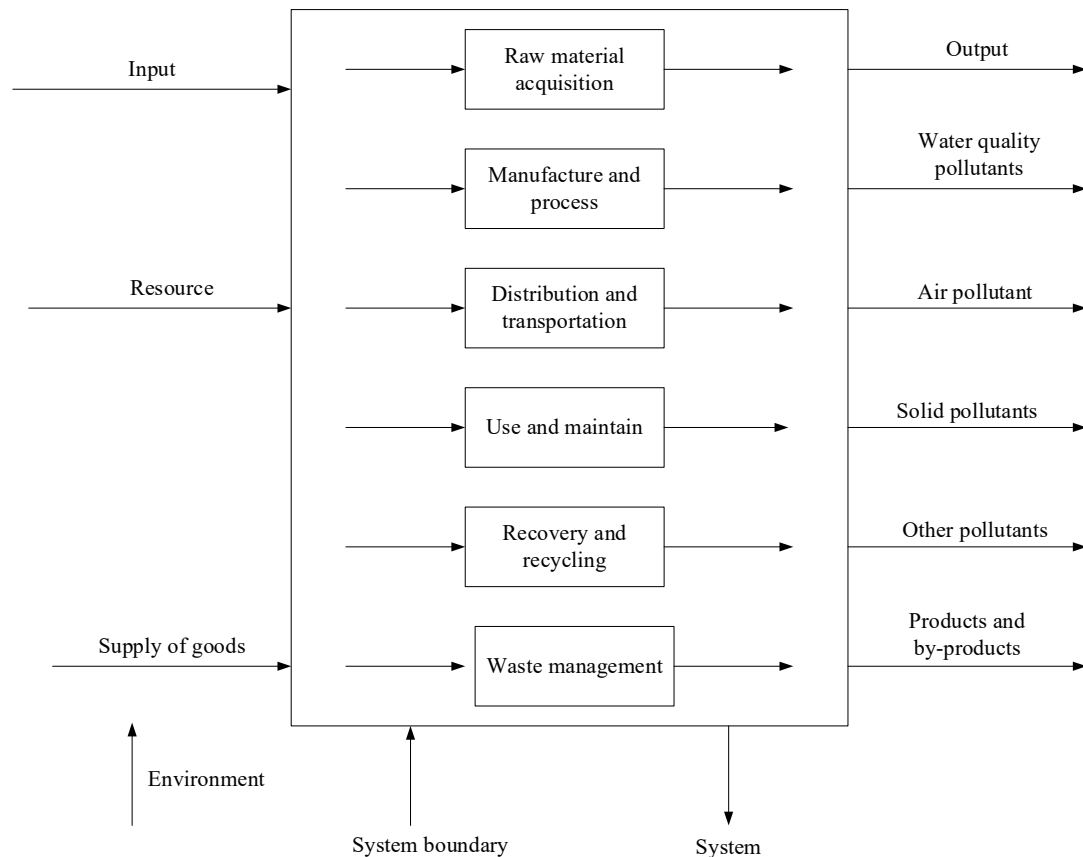 Input
Raw material
acquisition
Output
Manufacture and
process
Water quality
pollutants
Resource
Distribution and
transportation
Air pollutant
Use and maintain
Solid pollutants
Recovery and
recycling
Other pollutants
Supply of goods
Waste management
Products and
by-products
Environment
System boundary
System